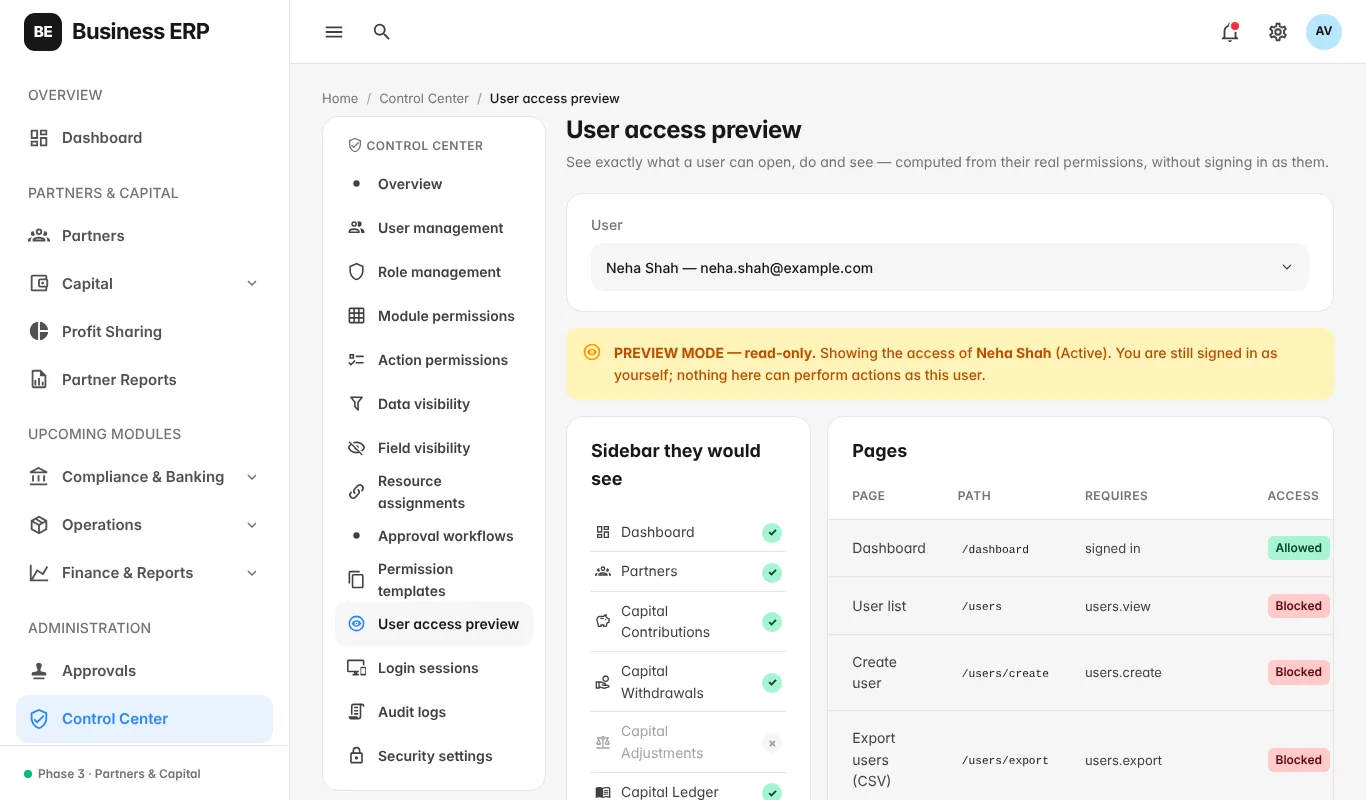 BE Business ERP
OVERVIEW
Dashboard
PARTNERS & CAPITAL
Partners
Capital
Profit Sharing
Partner Reports
UPCOMING MODULES
Compliance & Banking
Operations
Finance & Reports
ADMINISTRATION
Approvals
Control Center
Phase 3 · Partners & Capital
AV
Home / Control Center / User access preview
CONTROL CENTER
Overview
User management
Role management
Module permissions
Action permissions
Data visibility
Field visibility
Resource
assignments
Approval workflows
Permission
templates
User access preview
Login sessions
Audit logs
Security settings
User access preview
See exactly what a user can open, do and see — computed from their real permissions, without signing in as them.
User
Neha Shah — neha.shah@example.com
PREVIEW MODE — read-only. Showing the access of Neha Shah (Active). You are still signed in as
yourself; nothing here can perform actions as this user.
Sidebar they would
see
Dashboard
Partners
Capital
Contributions
Capital
Withdrawals
Capital
Adjustments
Capital Ledger
Pages
PAGE PATH REQUIRES ACCESS
Dashboard /dashboard signed in Allowed
User list /users users.view Blocked
Create
user /users/create users.create Blocked
Export
users
(CSV) /users/export users.export Blocked